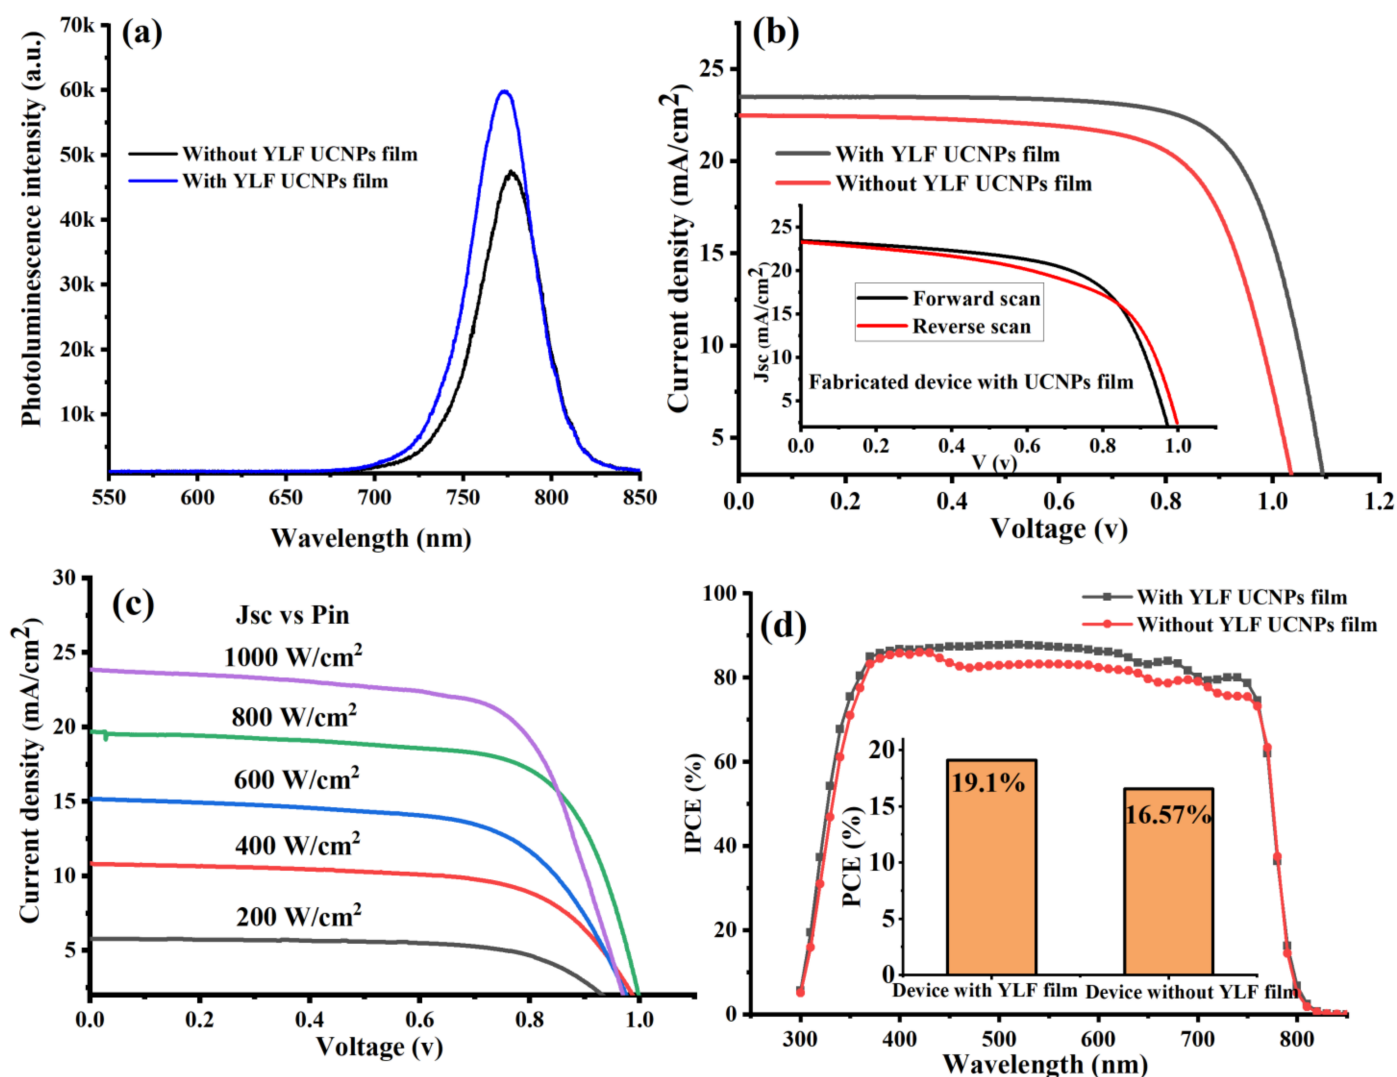 (a)
Photoluminescence intensity (a.u.)
70k
60k
50k
40k
30k
20k
10k
Without YLF UCNPs film
With YLF UCNPs film
550 600 650 700 750 800 850
Wavelength (nm)
(b)
Current density (mA/cm²)
25
20
15
10
5
With YLF UCNPs film
Without YLF UCNPs film
Jsc (mA/cm²)
25
20
15
10
5
Forward scan
Reverse scan
Fabricated device with UCNPs film
0.0 0.2 0.4 0.6 0.8 1.0
V (v)
0.0 0.2 0.4 0.6 0.8 1.0 1.2
Voltage (v)
(c)
Current density (mA/cm²)
30
25
20
15
10
5
Jsc vs Pin
1000 W/cm²
800 W/cm²
600 W/cm²
400 W/cm²
200 W/cm²
0.0 0.2 0.4 0.6 0.8 1.0
Voltage (v)
(d)
With YLF UCNPs film
Without YLF UCNPs film
IPCE (%)
100
80
60
40
20
0
PCE (%)
20
15
10
5
0
19.1%
16.57%
Device with YLF film
Device without YLF film
300 400 500 600 700 800
Wavelength (nm)